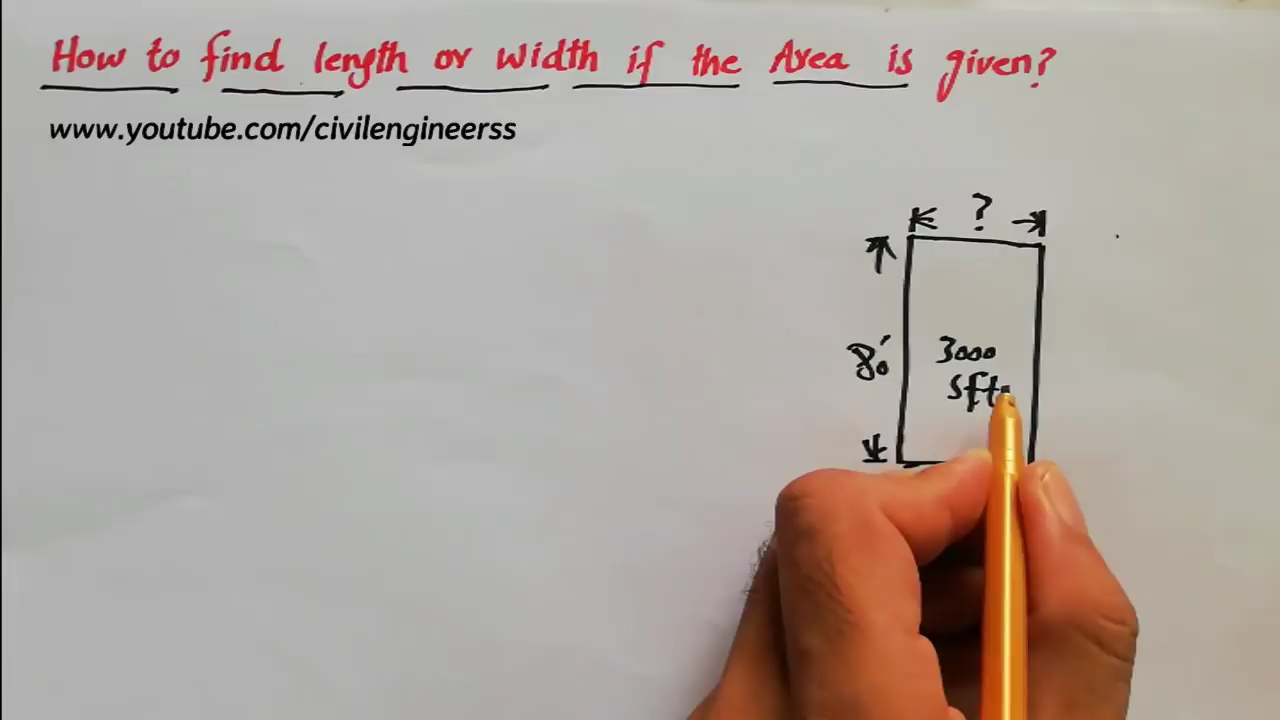 How to find length or width if the Area is given?
www.youtube.com/civilengineerss
?
80'
3000
Sft